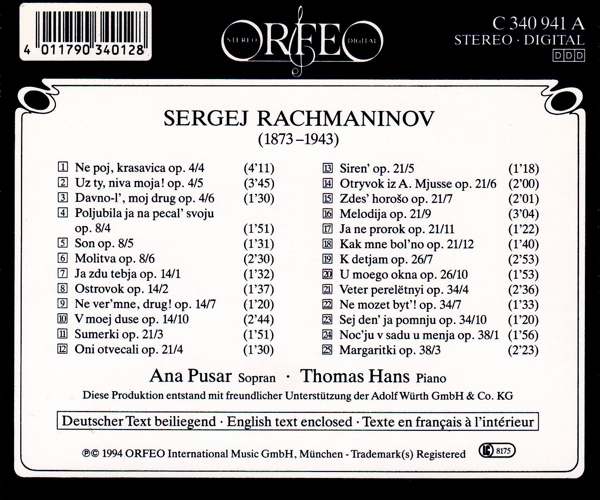 4 011790 340128
STEREO ORFEO DIGITAL
C 340 941 A
STEREO · DIGITAL
DDD
SERGEJ RACHMANINOV
(1873–1943)
1 Ne poj, krasavica op. 4/4 (4'11)
2 Uz ty, niva moja! op. 4/5 (3'45)
3 Davno-l', moj drug op. 4/6 (1'30)
4 Poljubila ja na pecal' svoju
op. 8/4 (1'51)
5 Son op. 8/5 (1'31)
6 Molitva op. 8/6 (2'30)
7 Ja zdu tebja op. 14/1 (1'32)
8 Ostrovok op. 14/2 (1'37)
9 Ne ver'mne, drug! op. 14/7 (1'20)
10 V moej duse op. 14/10 (2'44)
11 Sumerki op. 21/3 (1'51)
12 Oni otvecali op. 21/4 (1'30)
13 Siren' op. 21/5 (1'18)
14 Otryvok iz A. Mjusse op. 21/6 (2'00)
15 Zdes' horošo op. 21/7 (2'01)
16 Melodija op. 21/9 (3'04)
17 Ja ne prorok op. 21/11 (1'22)
18 Kak mne bol'no op. 21/12 (1'40)
19 K detjam op. 26/7 (2'53)
20 U moego okna op. 26/10 (1'53)
21 Veter perelëtnyi op. 34/4 (2'36)
22 Ne mozet byt'! op. 34/7 (1'33)
23 Sej den' ja pomnju op. 34/10 (1'20)
24 Noc'ju v sadu u menja op. 38/1 (1'56)
25 Margaritki op. 38/3 (2'23)
Ana Pusar Sopran · Thomas Hans Piano
Diese Produktion entstand mit freundlicher Unterstützung der Adolf Würth GmbH & Co. KG
Deutscher Text beiliegend · English text enclosed · Texte en français à l'intérieur
℗© 1994 ORFEO International Music GmbH, München - Trademark(s) Registered
LC 8175